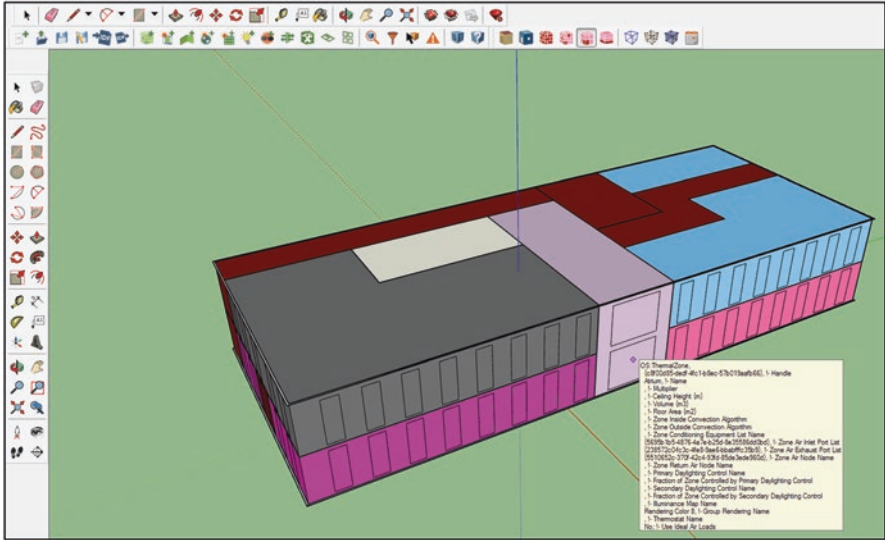 OS:ThermalZone,
{c8f00d85-dedf-4fc1-b8ec-57b019aafb66}, !- Handle
Atrium, !- Name
, !- Multiplier
, !- Ceiling Height {m}
, !- Volume {m3}
, !- Floor Area {m2}
, !- Zone Inside Convection Algorithm
, !- Zone Outside Convection Algorithm
, !- Zone Conditioning Equipment List Name
!- Zone Air Inlet Port List
!- Zone Air Exhaust Port List
!- Zone Air Node Name
, !- Zone Return Air Node Name
, !- Primary Daylighting Control Name
, !- Fraction of Zone Controlled by Primary Daylighting Control
, !- Secondary Daylighting Control Name
, !- Fraction of Zone Controlled by Secondary Daylighting Control
, !- Illuminance Map Name
Rendering Color 8, !- Group Rendering Name
, !- Thermostat Name
No; !- Use Ideal Air Loads